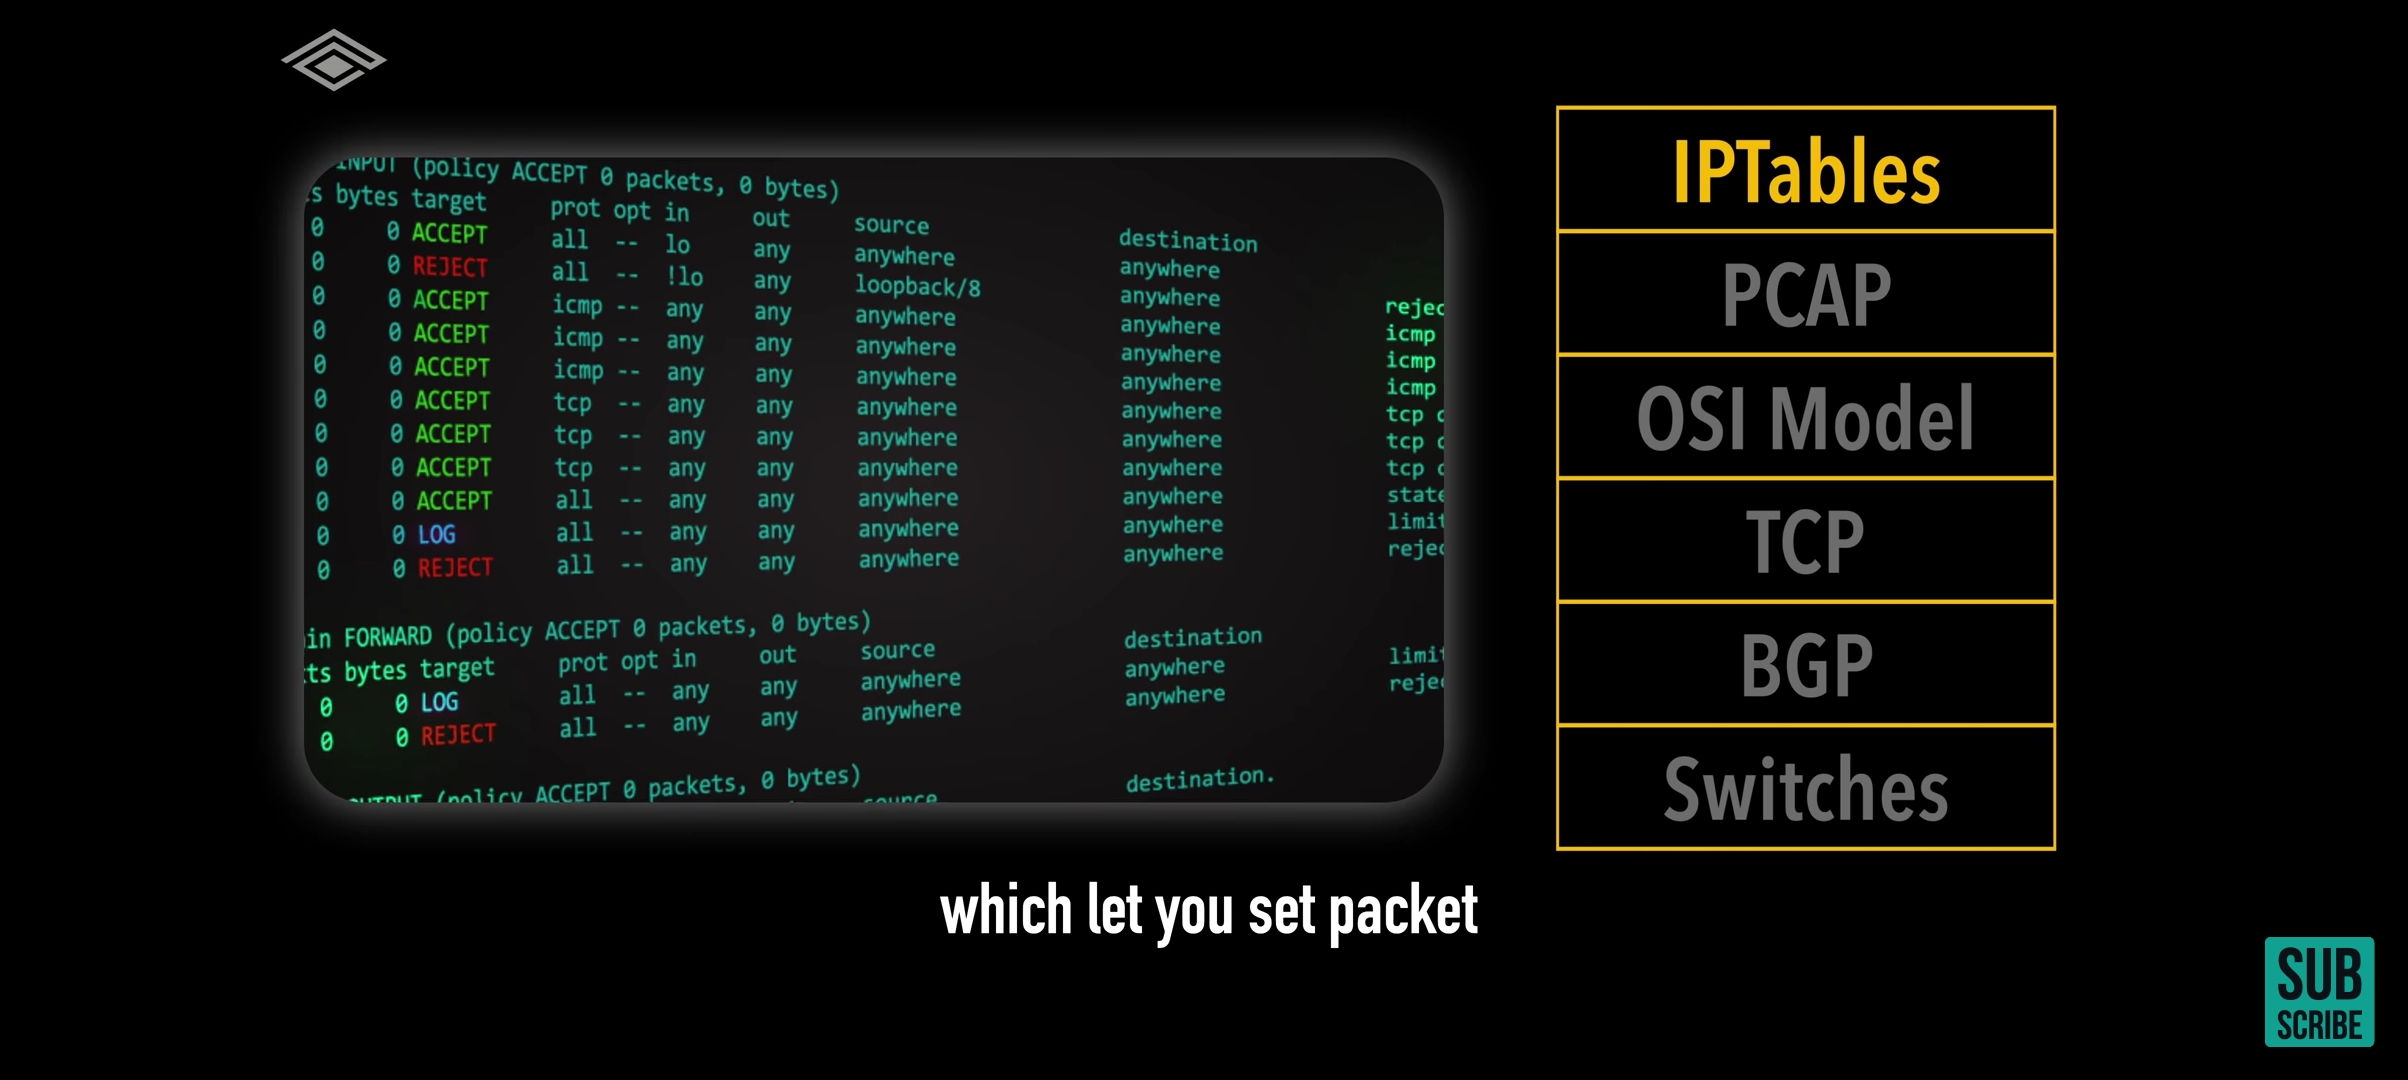 INPUT (policy ACCEPT 0 packets, 0 bytes)
bytes target prot opt in out source destination
0 0 ACCEPT all -- lo any anywhere anywhere
0 0 REJECT all -- !lo any loopback/8 anywhere rejec
0 0 ACCEPT icmp -- any any anywhere anywhere icmp
0 0 ACCEPT icmp -- any any anywhere anywhere icmp
0 0 ACCEPT icmp -- any any anywhere anywhere icmp
0 0 ACCEPT tcp -- any any anywhere anywhere tcp
0 0 ACCEPT tcp -- any any anywhere anywhere tcp
0 0 ACCEPT tcp -- any any anywhere anywhere tcp
0 0 ACCEPT all -- any any anywhere anywhere state
0 0 LOG all -- any any anywhere anywhere limit
0 0 REJECT all -- any any anywhere anywhere rejec
in FORWARD (policy ACCEPT 0 packets, 0 bytes)
ts bytes target prot opt in out source destination
0 0 LOG all -- any any anywhere anywhere limit
0 0 REJECT all -- any any anywhere anywhere rejec
OUTPUT (policy ACCEPT 0 packets, 0 bytes)
source destination.
IPTables
PCAP
OSI Model
TCP
BGP
Switches
which let you set packet
SUB
SCRIBE